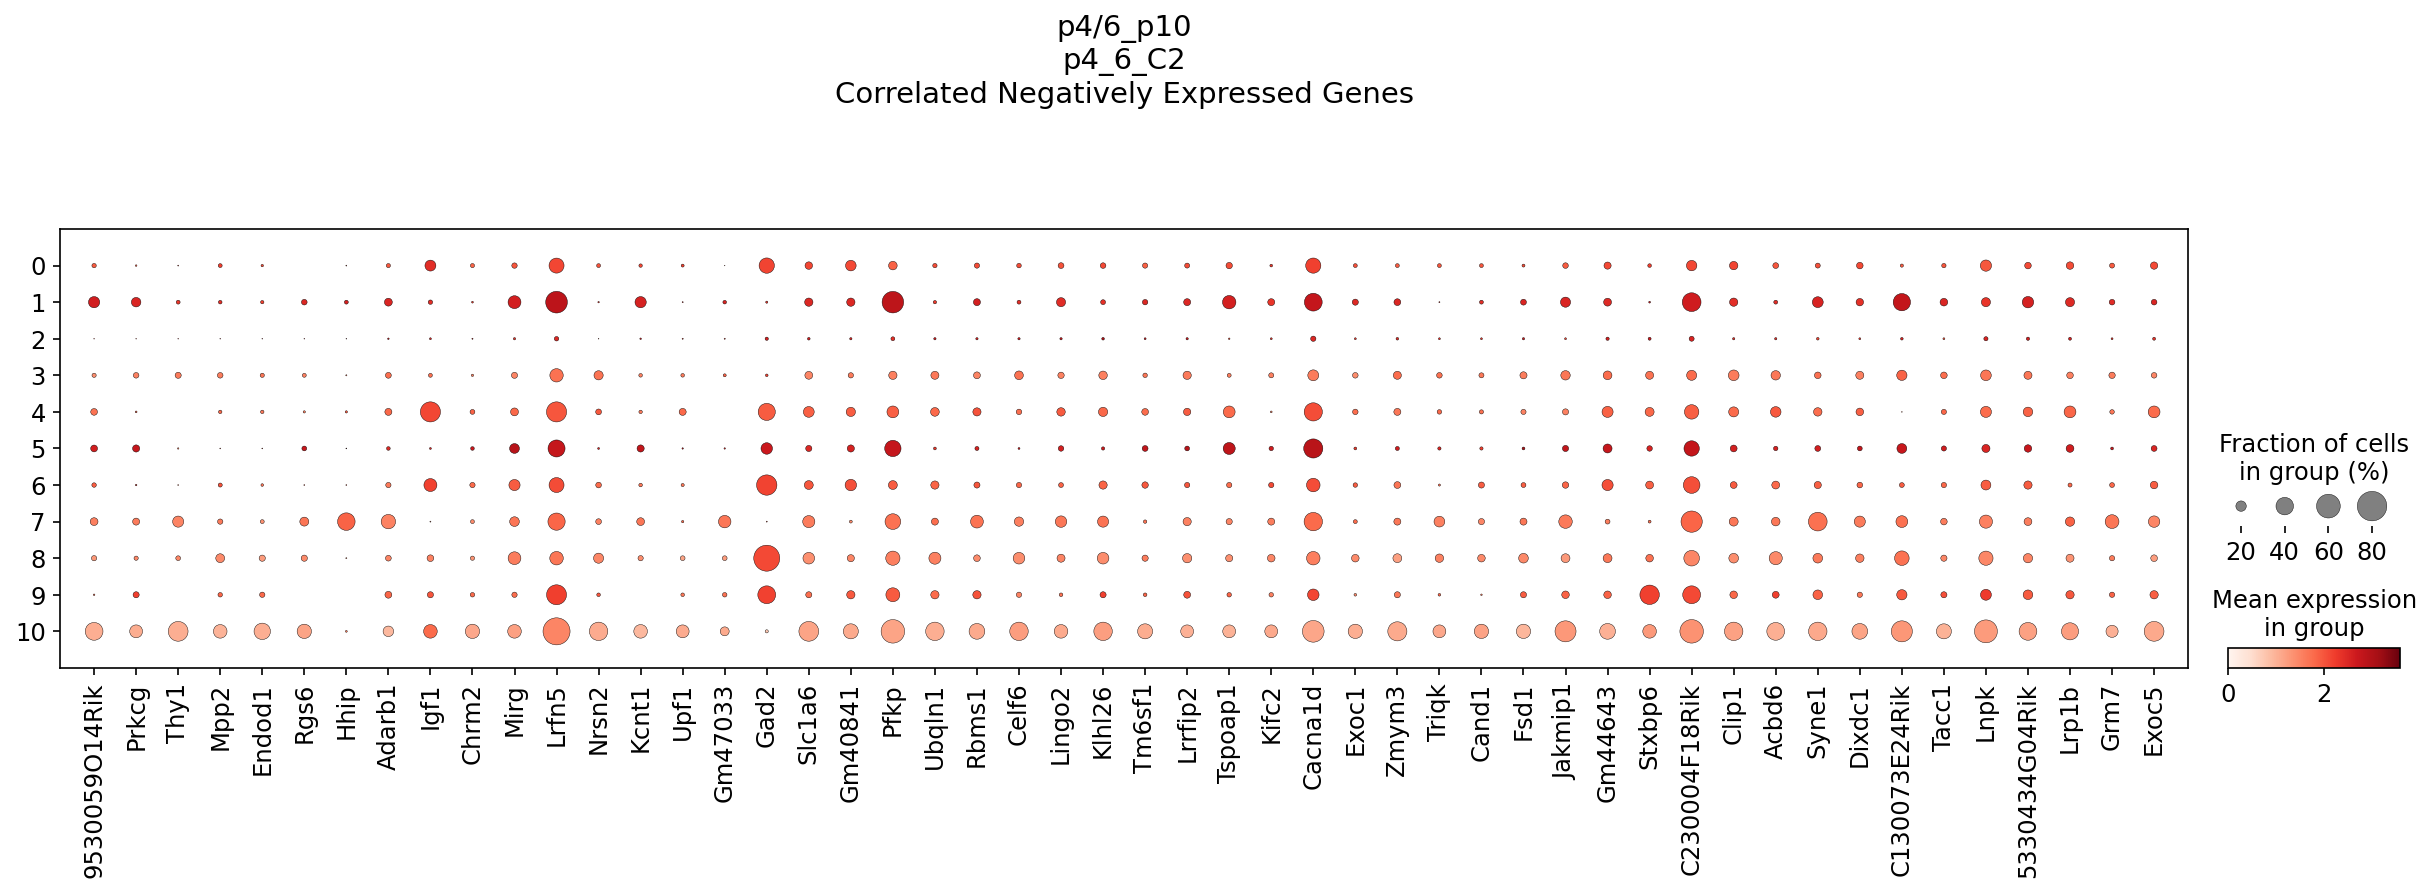 p4/6_p10
p4_6_C2
Correlated Negatively Expressed Genes
0
1
2
3
4
5
6
7
8
9
10
9530059O14Rik
Prkcg
Thy1
Mpp2
Endod1
Rgs6
Hhip
Adarb1
Igf1
Chrm2
Mirg
Lrfn5
Nrsn2
Kcnt1
Upf1
Gm47033
Gad2
Slc1a6
Gm40841
Pfkp
Ubqln1
Rbms1
Celf6
Lingo2
Klhl26
Tm6sf1
Lrrfip2
Tspoap1
Kifc2
Cacna1d
Exoc1
Zmym3
Triqk
Cand1
Fsd1
Jakmip1
Gm44643
Stxbp6
C230004F18Rik
Clip1
Acbd6
Syne1
Dixdc1
C130073E24Rik
Tacc1
Lnpk
5330434G04Rik
Lrp1b
Grm7
Exoc5
Fraction of cells
in group (%)
20 40 60 80
Mean expression
in group
0 2